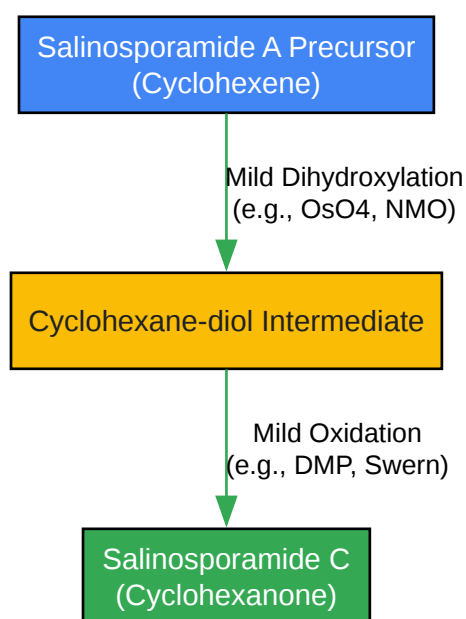 Salinosporamide A Precursor
(Cyclohexene)
Mild Dihydroxylation
(e.g., OsO4, NMO)
Cyclohexane-diol Intermediate
Mild Oxidation
(e.g., DMP, Swern)
Salinosporamide C
(Cyclohexanone)